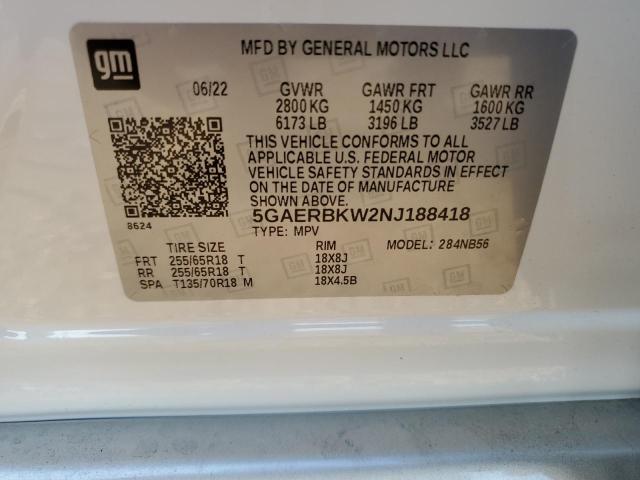 gm
MFD BY GENERAL MOTORS LLC
06/22 GVWR GAWR FRT GAWR RR
2800 KG 1450 KG 1600 KG
6173 LB 3196 LB 3527 LB
THIS VEHICLE CONFORMS TO ALL
APPLICABLE U.S. FEDERAL MOTOR
VEHICLE SAFETY STANDARDS IN EFFECT
ON THE DATE OF MANUFACTURE
SHOWN ABOVE.
5GAERBKW2NJ188418
8624 TYPE: MPV
TIRE SIZE RIM MODEL: 284NB56
FRT 255/65R18 T 18X8J
RR 255/65R18 T 18X8J
SPA T135/70R18 M 18X4.5B